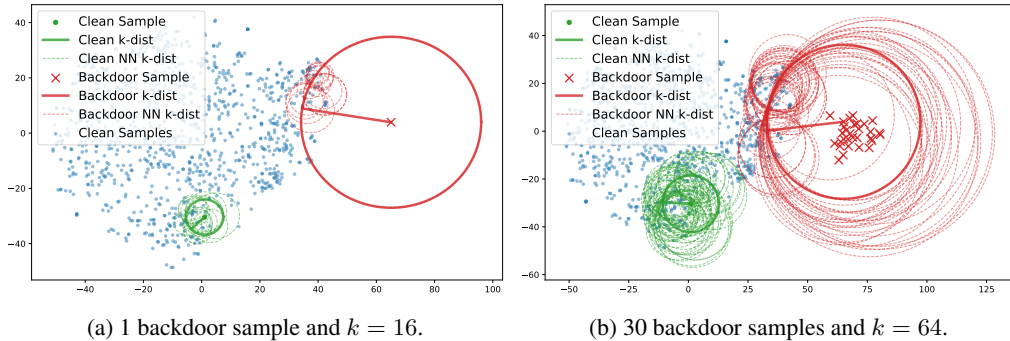 Clean Sample
Clean k-dist
Clean NN k-dist
Backdoor Sample
Backdoor k-dist
Backdoor NN k-dist
Clean Samples
40
20
0
−20
−40
−40
−20
0
20
40
60
80
100
(a) 1 backdoor sample and k = 16.
Clean Sample
Clean k-dist
Clean NN k-dist
Backdoor Sample
Backdoor k-dist
Backdoor NN k-dist
Clean Samples
40
20
0
−20
−40
−60
−50
−25
0
25
50
75
100
125
(b) 30 backdoor samples and k = 64.